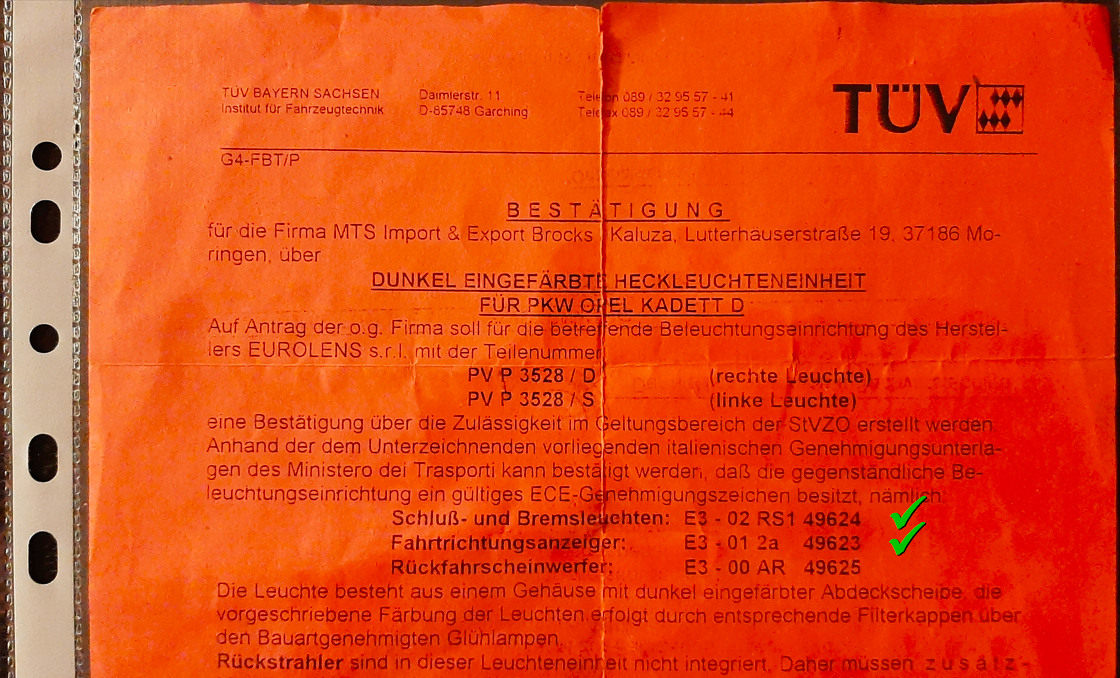 TÜV BAYERN SACHSEN Daimlerstr. 11 Telefon 089 / 32 95 57 - 41
Institut für Fahrzeugtechnik D-85748 Garching Telefax 089 / 32 95 57 - 44
TÜV
G4-FBT/P
BESTÄTIGUNG
für die Firma MTS Import & Export Brocks Kaluza, Lutterhäuserstraße 19, 37186 Mo-
ringen, über
DUNKEL EINGEFÄRBTE HECKLEUCHTENEINHEIT
FÜR PKW OPEL KADETT D
Auf Antrag der o.g. Firma soll für die betreffende Beleuchtungseinrichtung des Herstel-
lers EUROLENS s.r.l. mit der Teilenummer
PV P 3528 / D (rechte Leuchte)
PV P 3528 / S (linke Leuchte)
eine Bestätigung über die Zulässigkeit im Geltungsbereich der StVZO erstellt werden.
Anhand der dem Unterzeichnenden vorliegenden italienischen Genehmigungsunterla-
gen des Ministero dei Trasporti kann bestätigt werden, daß die gegenständliche Be-
leuchtungseinrichtung ein gültiges ECE-Genehmigungszeichen besitzt, nämlich:
Schluß- und Bremsleuchten: E3 - 02 RS1 49624
Fahrtrichtungsanzeiger: E3 - 01 2a 49623
Rückfahrscheinwerfer: E3 - 00 AR 49625
Die Leuchte besteht aus einem Gehäuse mit dunkel eingefärbter Abdeckscheibe, die
vorgeschriebene Färbung der Leuchten erfolgt durch entsprechende Filterkappen über
den Bauartgenehmigten Glühlampen.
Rückstrahler sind in dieser Leuchteneinheit nicht integriert. Daher müssen zusätz-